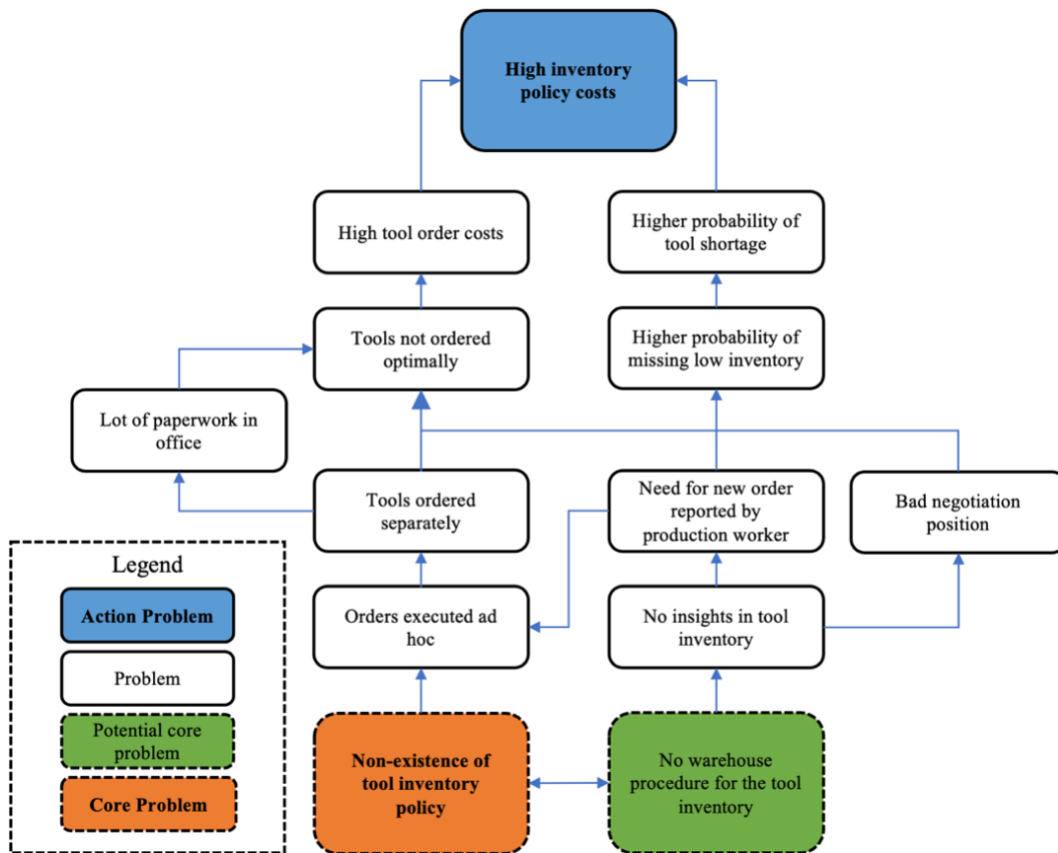 High inventory
policy costs
High tool order costs
Higher probability of
tool shortage
Tools not ordered
optimally
Higher probability of
missing low inventory
Lot of paperwork in
office
Tools ordered
separately
Need for new order
reported by
production worker
Bad negotiation
position
Legend
Action Problem
Problem
Potential core
problem
Core Problem
Orders executed ad
hoc
No insights in tool
inventory
Non-existence of
tool inventory
policy
No warehouse
procedure for the tool
inventory